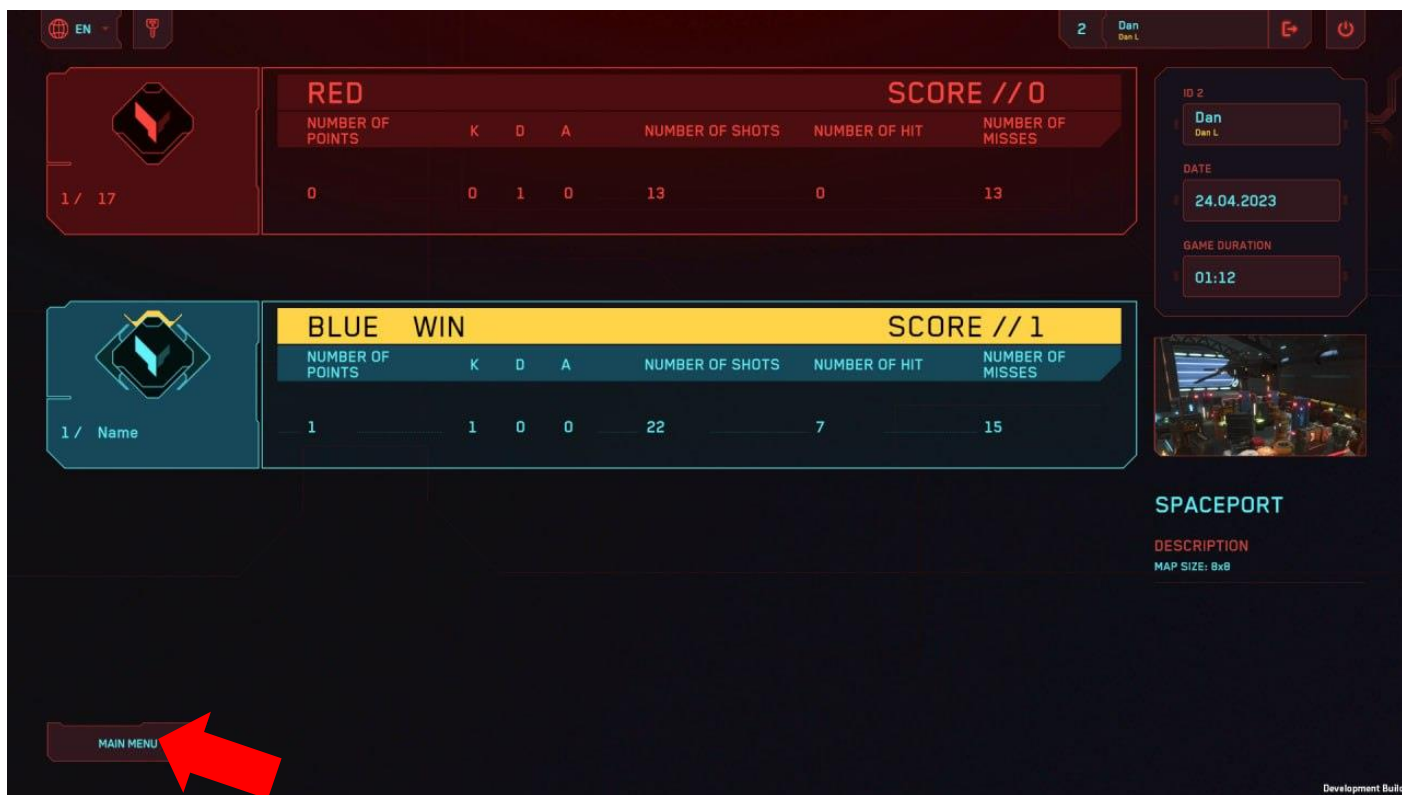 EN
2 Dan
Dan L
RED SCORE // 0
NUMBER OF POINTS K D A NUMBER OF SHOTS NUMBER OF HIT NUMBER OF MISSES
1 / 17 0 0 1 0 13 0 13
ID 2
Dan
Dan L
DATE
24.04.2023
GAME DURATION
01:12
BLUE WIN SCORE // 1
NUMBER OF POINTS K D A NUMBER OF SHOTS NUMBER OF HIT NUMBER OF MISSES
1 / Name 1 1 0 0 22 7 15
SPACEPORT
DESCRIPTION
MAP SIZE: 8x8
MAIN MENU
Development Build